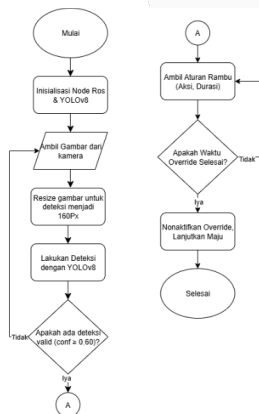 Mulai
Inisialisasi Node Ros
& YOLOv8
Ambil Gambar dari
kamera
Resize gambar untuk
deteksi menjadi
160Px
Lakukan Deteksi
dengan YOLOv8
Apakah ada deteksi
valid (conf ≥ 0.60)?
Tidak
Iya
A
A
Ambil Aturan Rambu
(Aksi, Durasi)
Apakah Waktu
Override Selesai?
Tidak
Iya
Nonaktifkan Override,
Lanjutkan Maju
Selesai